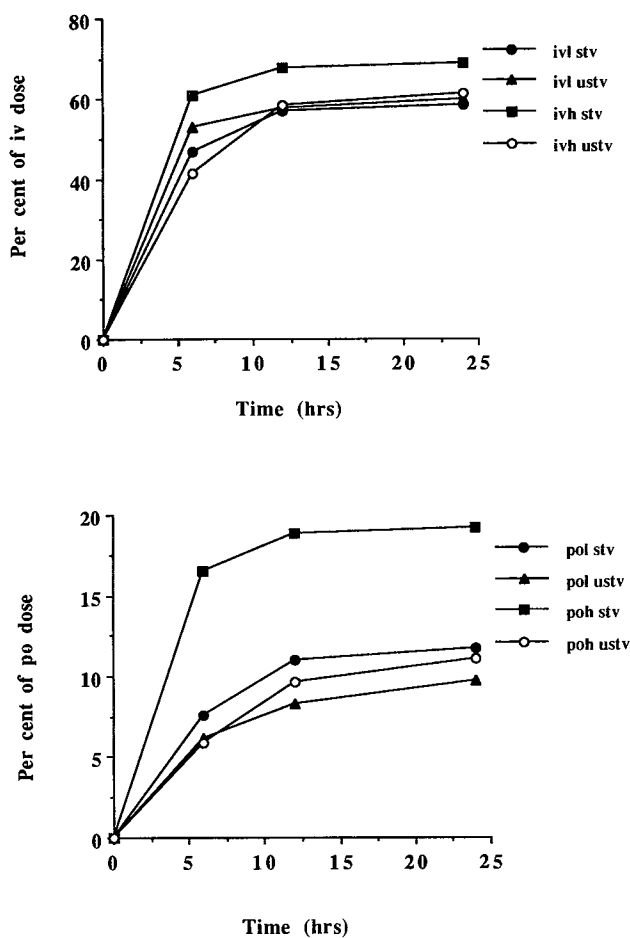 80
60
40
20
0
Per cent of iv dose
0 5 10 15 20 25
Time (hrs)
ivl stv
ivl ustv
ivh stv
ivh ustv
20
15
10
5
0
Per cent of po dose
0 5 10 15 20 25
Time (hrs)
pol stv
pol ustv
poh stv
poh ustv